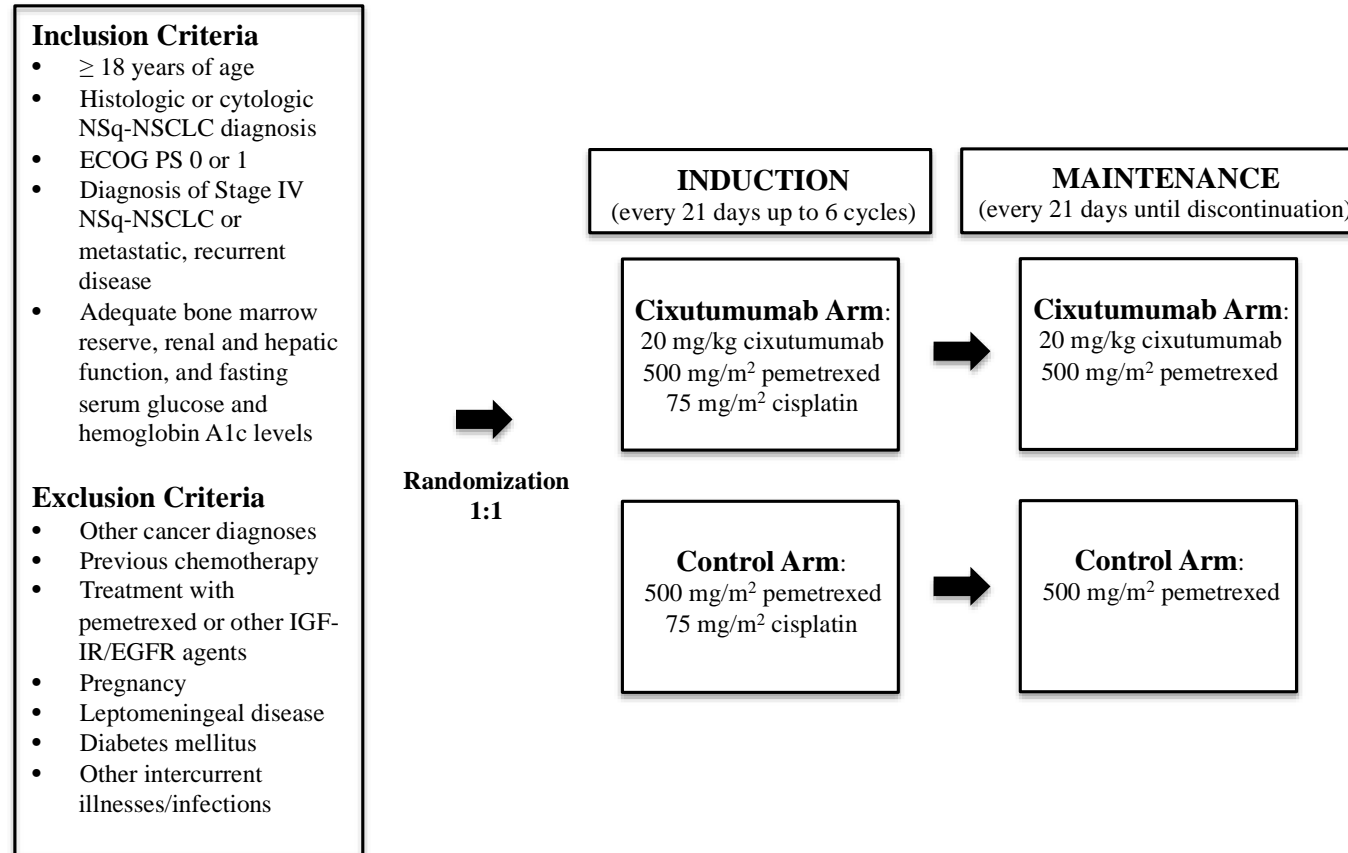 Inclusion Criteria
• ≥ 18 years of age
• Histologic or cytologic
NSq-NSCLC diagnosis
• ECOG PS 0 or 1
• Diagnosis of Stage IV
NSq-NSCLC or
metastatic, recurrent
disease
• Adequate bone marrow
reserve, renal and hepatic
function, and fasting
serum glucose and
hemoglobin A1c levels
Exclusion Criteria
• Other cancer diagnoses
• Previous chemotherapy
• Treatment with
pemetrexed or other IGF-
IR/EGFR agents
• Pregnancy
• Leptomeningeal disease
• Diabetes mellitus
• Other intercurrent
illnesses/infections
Randomization
1:1
INDUCTION
(every 21 days up to 6 cycles)
Cixutumumab Arm:
20 mg/kg cixutumumab
500 mg/m² pemetrexed
75 mg/m² cisplatin
Control Arm:
500 mg/m² pemetrexed
75 mg/m² cisplatin
MAINTENANCE
(every 21 days until discontinuation)
Cixutumumab Arm:
20 mg/kg cixutumumab
500 mg/m² pemetrexed
Control Arm:
500 mg/m² pemetrexed